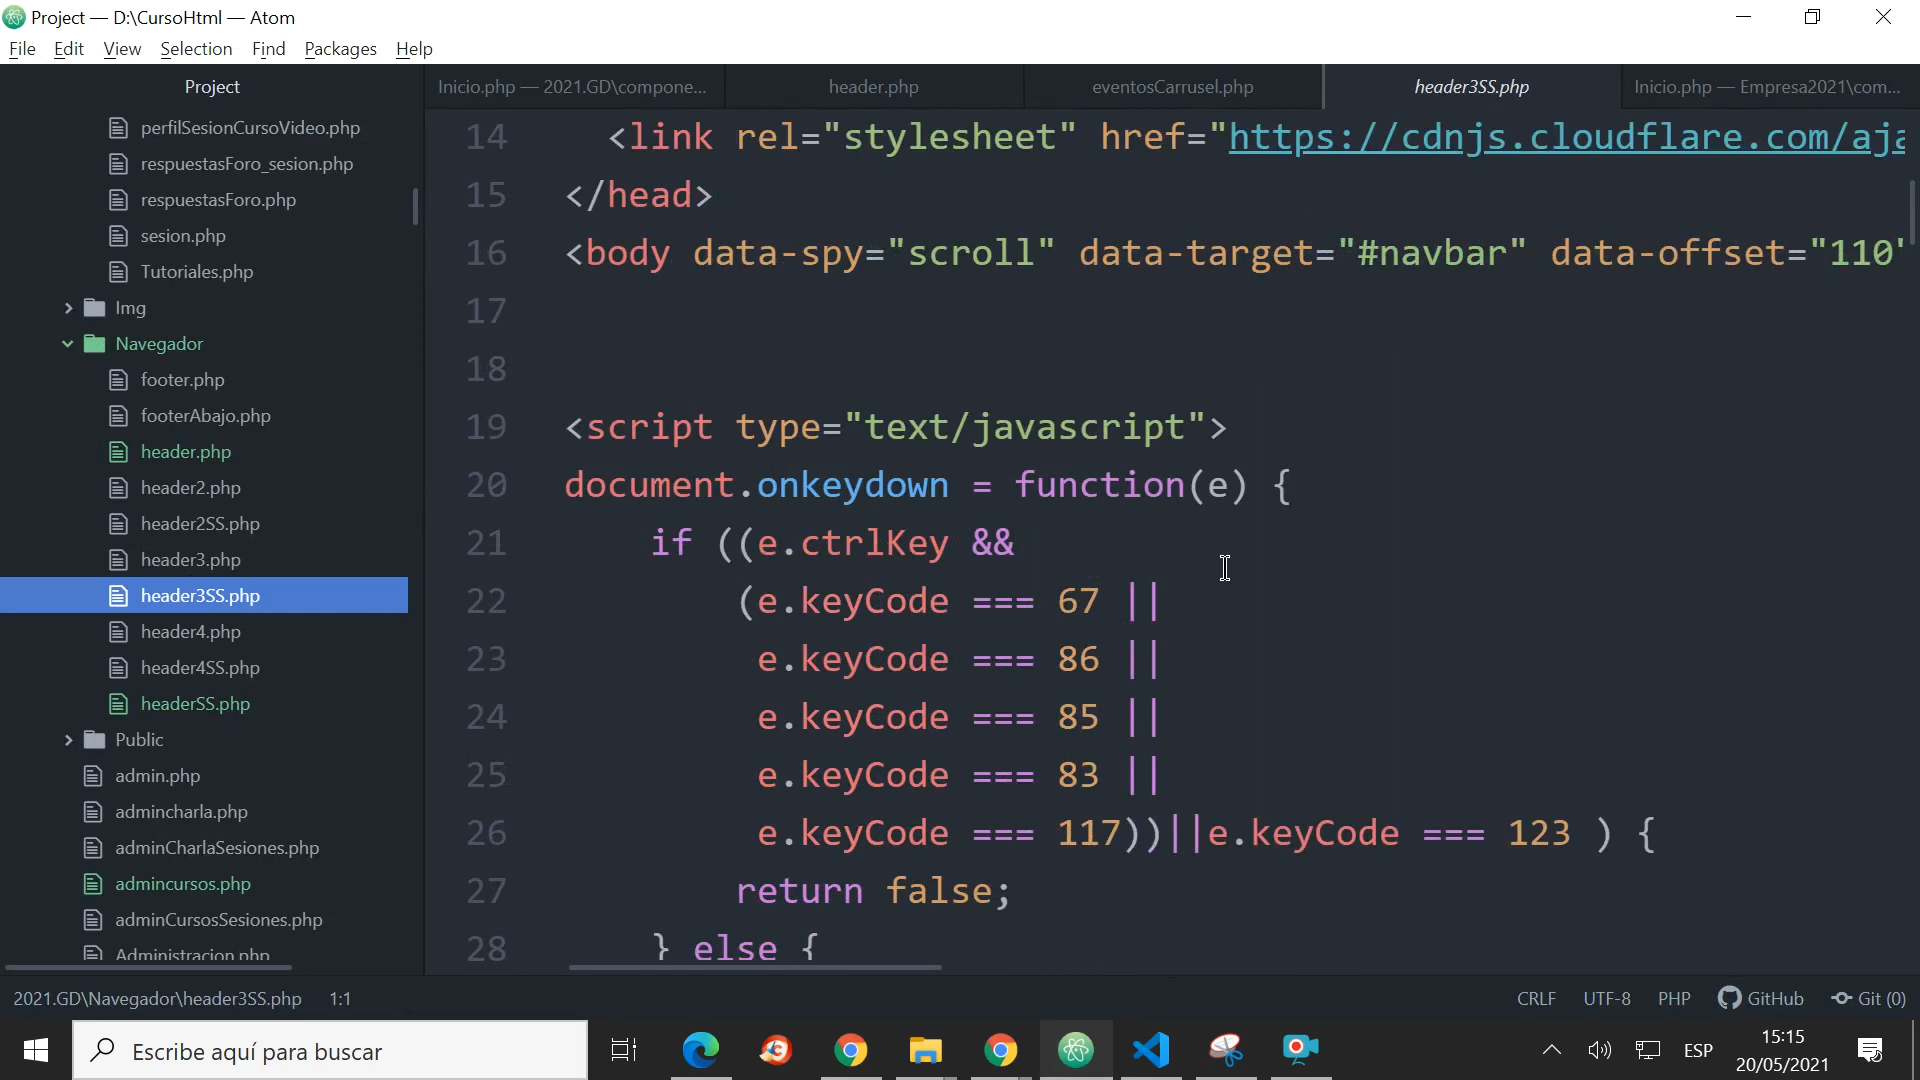 Project — D:\CursoHtml — Atom
File Edit View Selection Find Packages Help
Project
perfilSesionCursoVideo.php
respuestasForo_sesion.php
respuestasForo.php
sesion.php
Tutoriales.php
Img
Navegador
footer.php
footerAbajo.php
header.php
header2.php
header2SS.php
header3.php
header3SS.php
header4.php
header4SS.php
headerSS.php
Public
admin.php
admincharla.php
adminCharlaSesiones.php
admincursos.php
adminCursosSesiones.php
Administracion.php
Inicio.php — 2021.GD\compone... header.php eventosCarrusel.php header3SS.php Inicio.php — Empresa2021\com...
14 <link rel="stylesheet" href="https://cdnjs.cloudflare.com/aja
15 </head>
16 <body data-spy="scroll" data-target="#navbar" data-offset="110"
17
18
19 <script type="text/javascript">
20 document.onkeydown = function(e) {
21 if ((e.ctrlKey &&
22 (e.keyCode === 67 ||
23 e.keyCode === 86 ||
24 e.keyCode === 85 ||
25 e.keyCode === 83 ||
26 e.keyCode === 117))||e.keyCode === 123 ) {
27 return false;
28 } else {
2021.GD\Navegador\header3SS.php 1:1 CRLF UTF-8 PHP GitHub Git (0)
Escribe aquí para buscar
ESP
15:15
20/05/2021